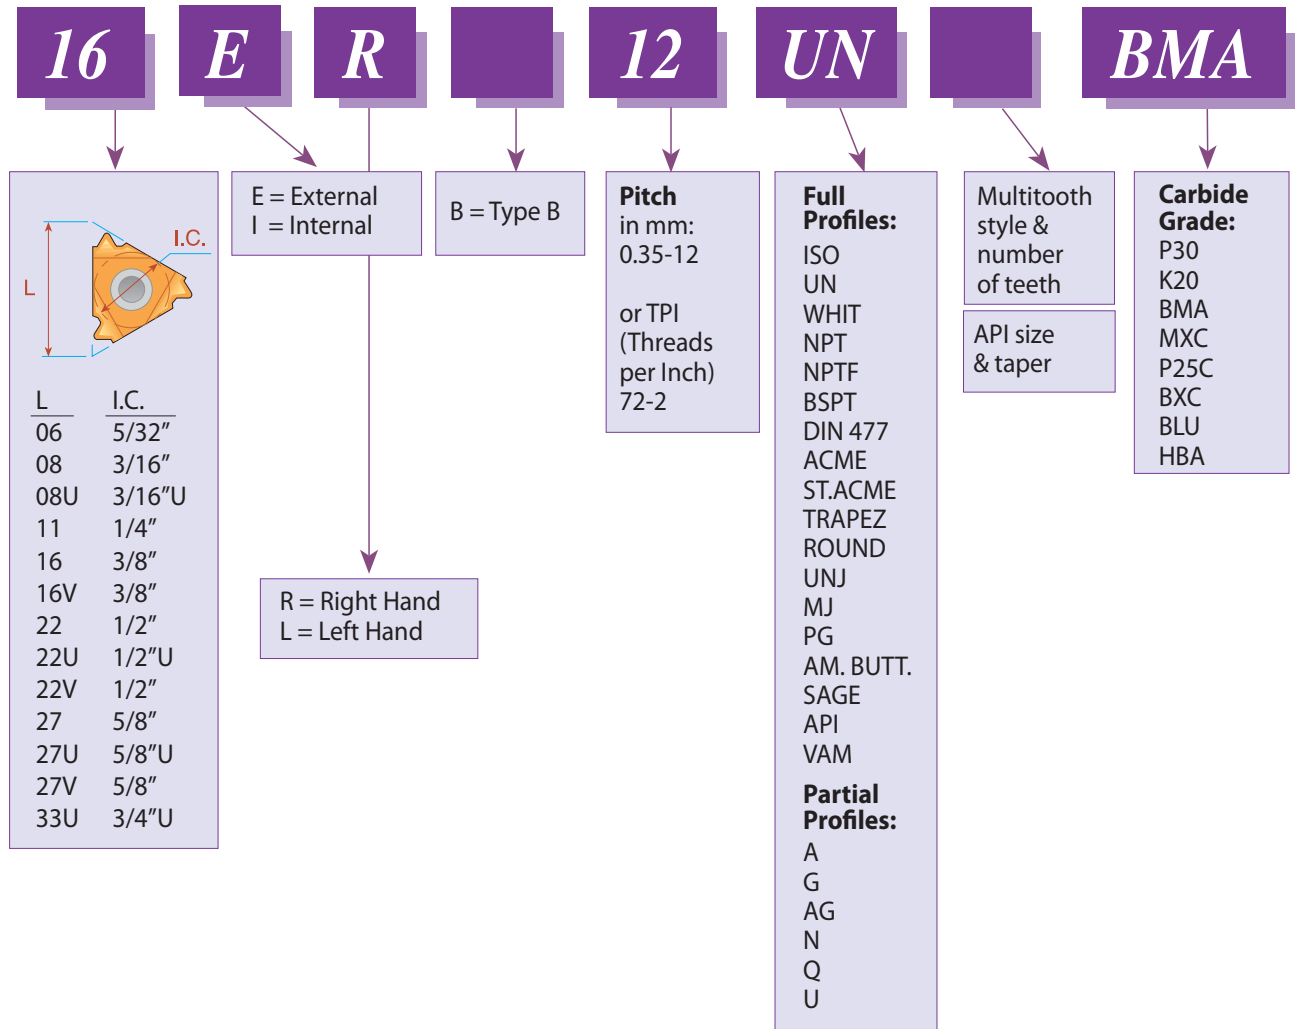 16 E R 12 UN BMA
L
I.C.
L I.C.
06 5/32”
08 3/16”
08U 3/16”U
11 1/4”
16 3/8”
16V 3/8”
22 1/2”
22U 1/2”U
22V 1/2”
27 5/8”
27U 5/8”U
27V 5/8”
33U 3/4”U
E = External
I = Internal
R = Right Hand
L = Left Hand
B = Type B
Pitch
in mm:
0.35-12
or TPI
(Threads
per Inch)
72-2
Full
Profiles:
ISO
UN
WHIT
NPT
NPTF
BSPT
DIN 477
ACME
ST.ACME
TRAPEZ
ROUND
UNJ
MJ
PG
AM. BUTT.
SAGE
API
VAM
Partial
Profiles:
A
G
AG
N
Q
U
Multitooth
style &
number
of teeth
API size
& taper
Carbide
Grade:
P30
K20
BMA
MXC
P25C
BXC
BLU
HBA